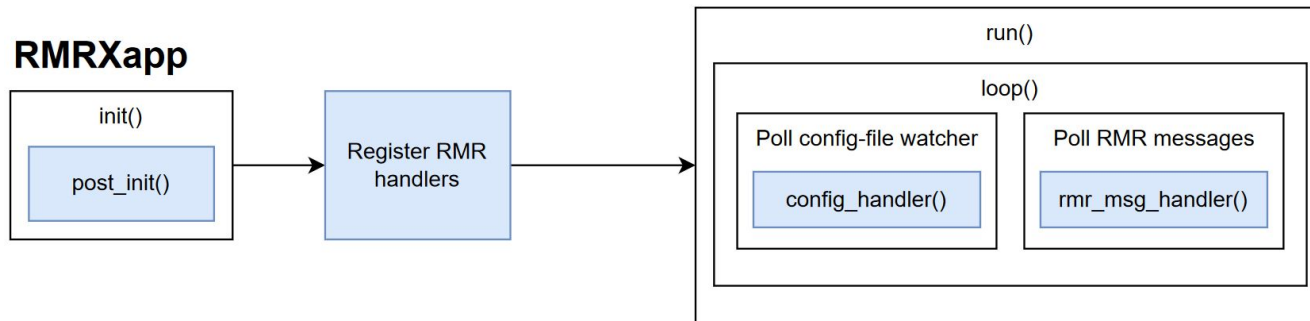 RMRXapp
init()
post_init()
Register RMR
handlers
run()
loop()
Poll config-file watcher
config_handler()
Poll RMR messages
rmr_msg_handler()